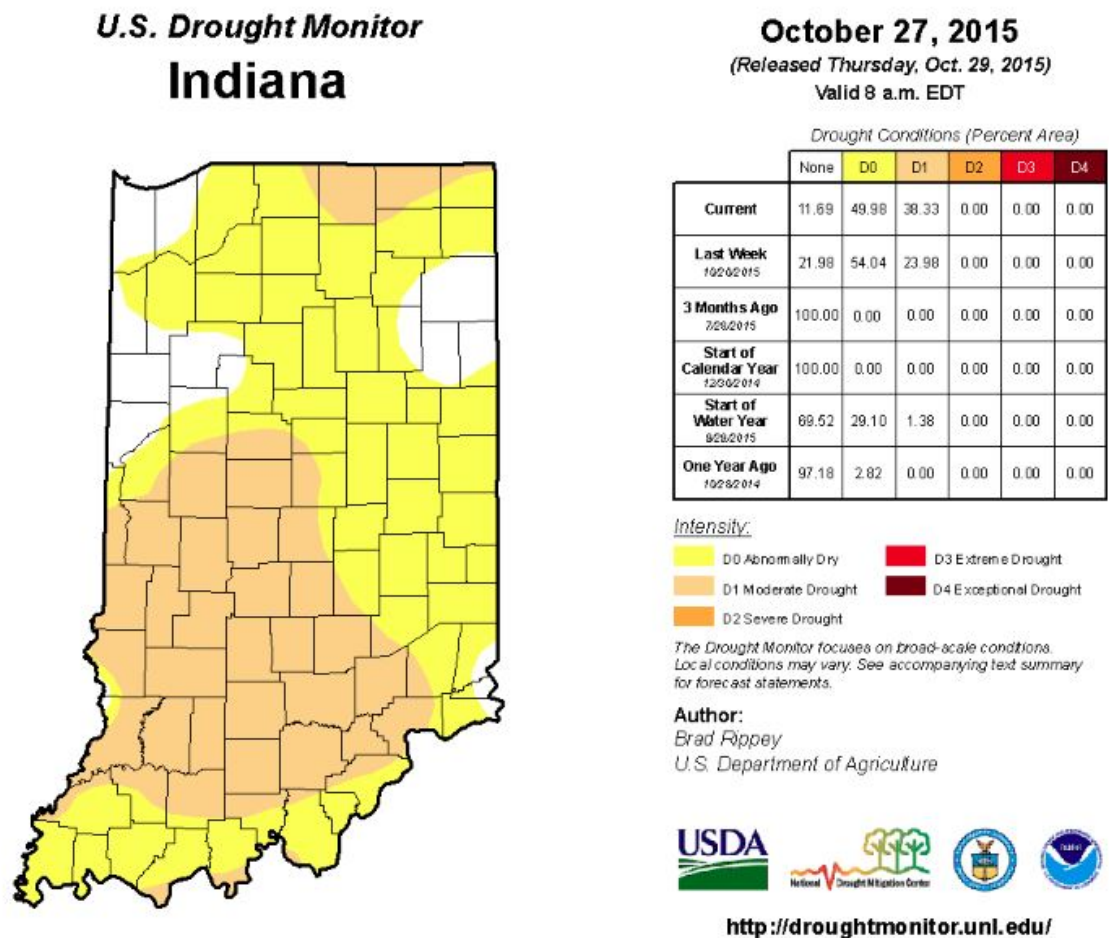 U.S. Drought Monitor
Indiana
October 27, 2015
(Released Thursday, Oct. 29, 2015)
Valid 8 a.m. EDT
Drought Conditions (Percent Area)
None D0 D1 D2 D3 D4
Current 11.69 49.98 38.33 0.00 0.00 0.00
Last Week 21.98 54.04 23.98 0.00 0.00 0.00
10/20/2015
3 Months Ago 100.00 0.00 0.00 0.00 0.00 0.00
7/28/2015
Start of
Calendar Year 100.00 0.00 0.00 0.00 0.00 0.00
12/30/2014
Start of
Water Year 69.52 29.10 1.38 0.00 0.00 0.00
9/29/2015
One Year Ago 97.18 2.82 0.00 0.00 0.00 0.00
10/28/2014
Intensity:
D0 Abnormally Dry D3 Extreme Drought
D1 Moderate Drought D4 Exceptional Drought
D2 Severe Drought
The Drought Monitor focuses on broad-scale conditions.
Local conditions may vary. See accompanying text summary
for forecast statements.
Author:
Brad Rippey
U.S. Department of Agriculture
USDA
National Drought Mitigation Center
http://droughtmonitor.unl.edu/